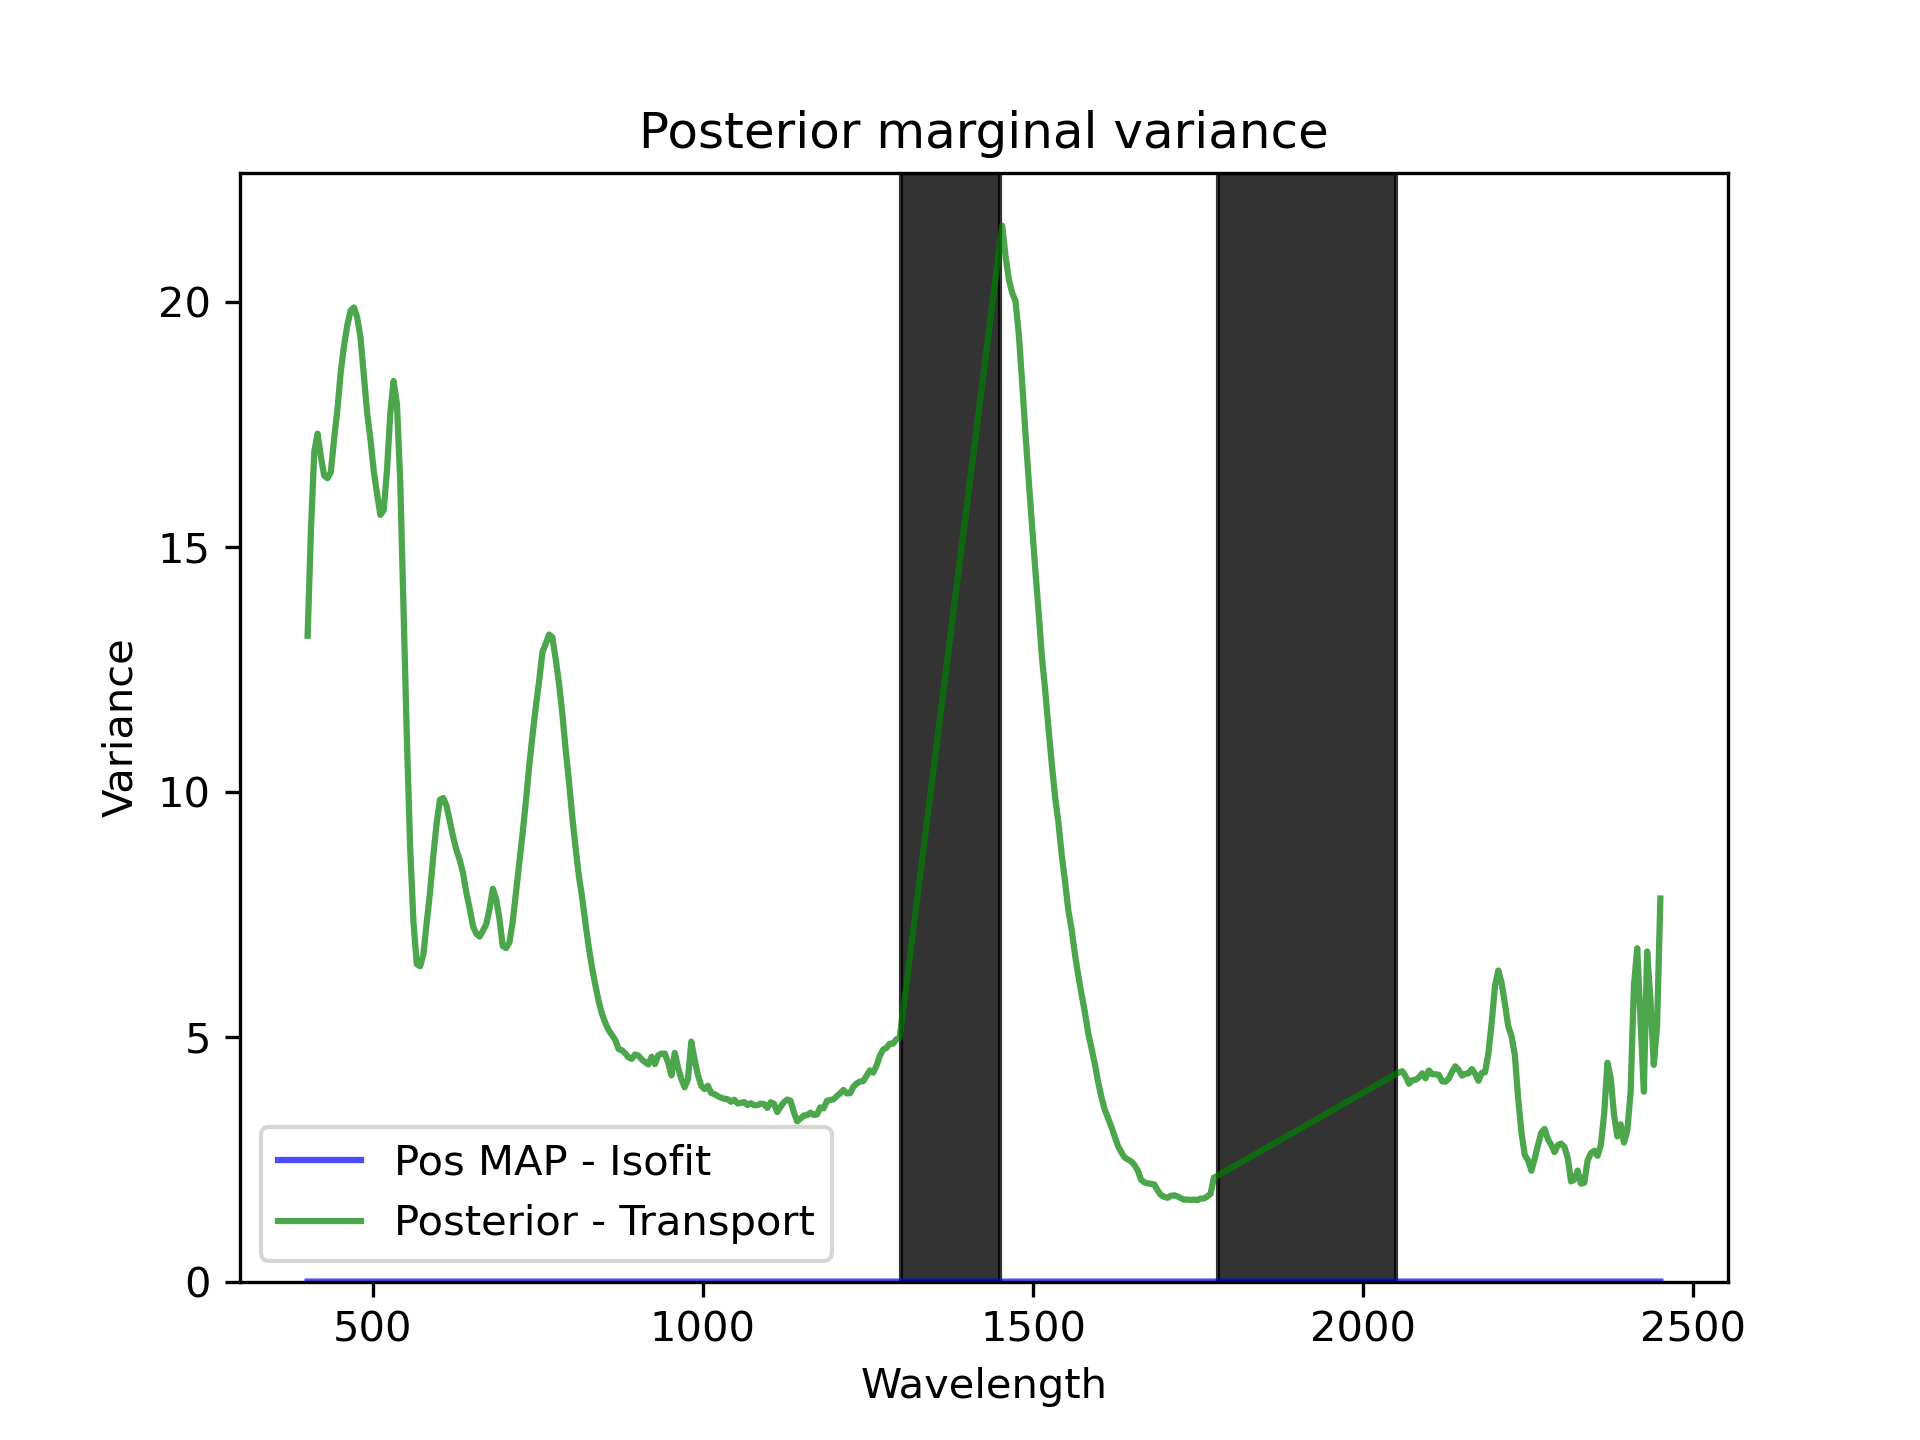 Posterior marginal variance
Variance
20
15
10
5
0
Pos MAP - Isofit
Posterior - Transport
500 1000 1500 2000 2500
Wavelength